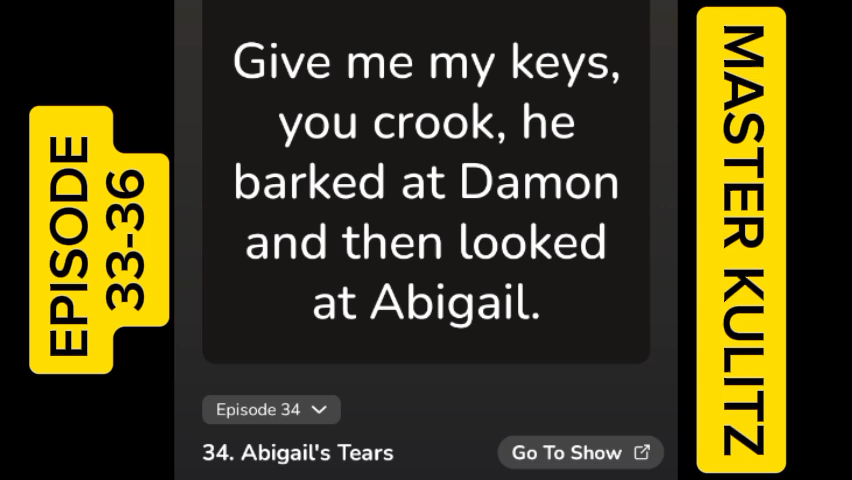 EPISODE
33-36
Give me my keys,
you crook, he
barked at Damon
and then looked
at Abigail.
Episode 34
34. Abigail's Tears
Go To Show
MASTER KULITZ